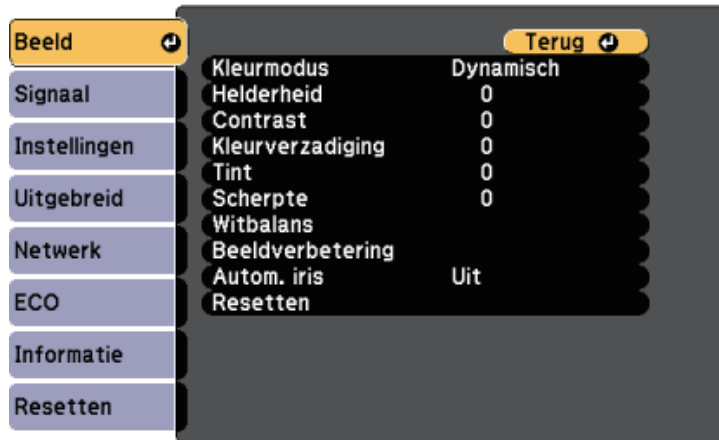 Beeld
Signaal
Instellingen
Uitgebreid
Netwerk
ECO
Informatie
Resetten
Terug
Kleurmodus Dynamisch
Helderheid 0
Contrast 0
Kleurverzadiging 0
Tint 0
Scherpte 0
Witbalans
Beeldverbetering
Autom. iris Uit
Resetten